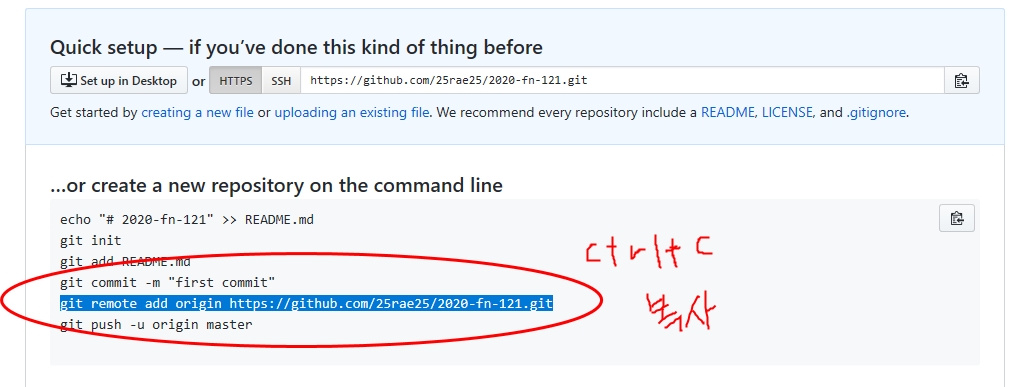 Quick setup — if you've done this kind of thing before
Set up in Desktop or HTTPS SSH https://github.com/25rae25/2020-fn-121.git
Get started by creating a new file or uploading an existing file. We recommend every repository include a README, LICENSE, and .gitignore.
…or create a new repository on the command line
echo "# 2020-fn-121" >> README.md
git init
git add README.md
git commit -m "first commit"
git remote add origin https://github.com/25rae25/2020-fn-121.git
git push -u origin master
ctrl+c
복사